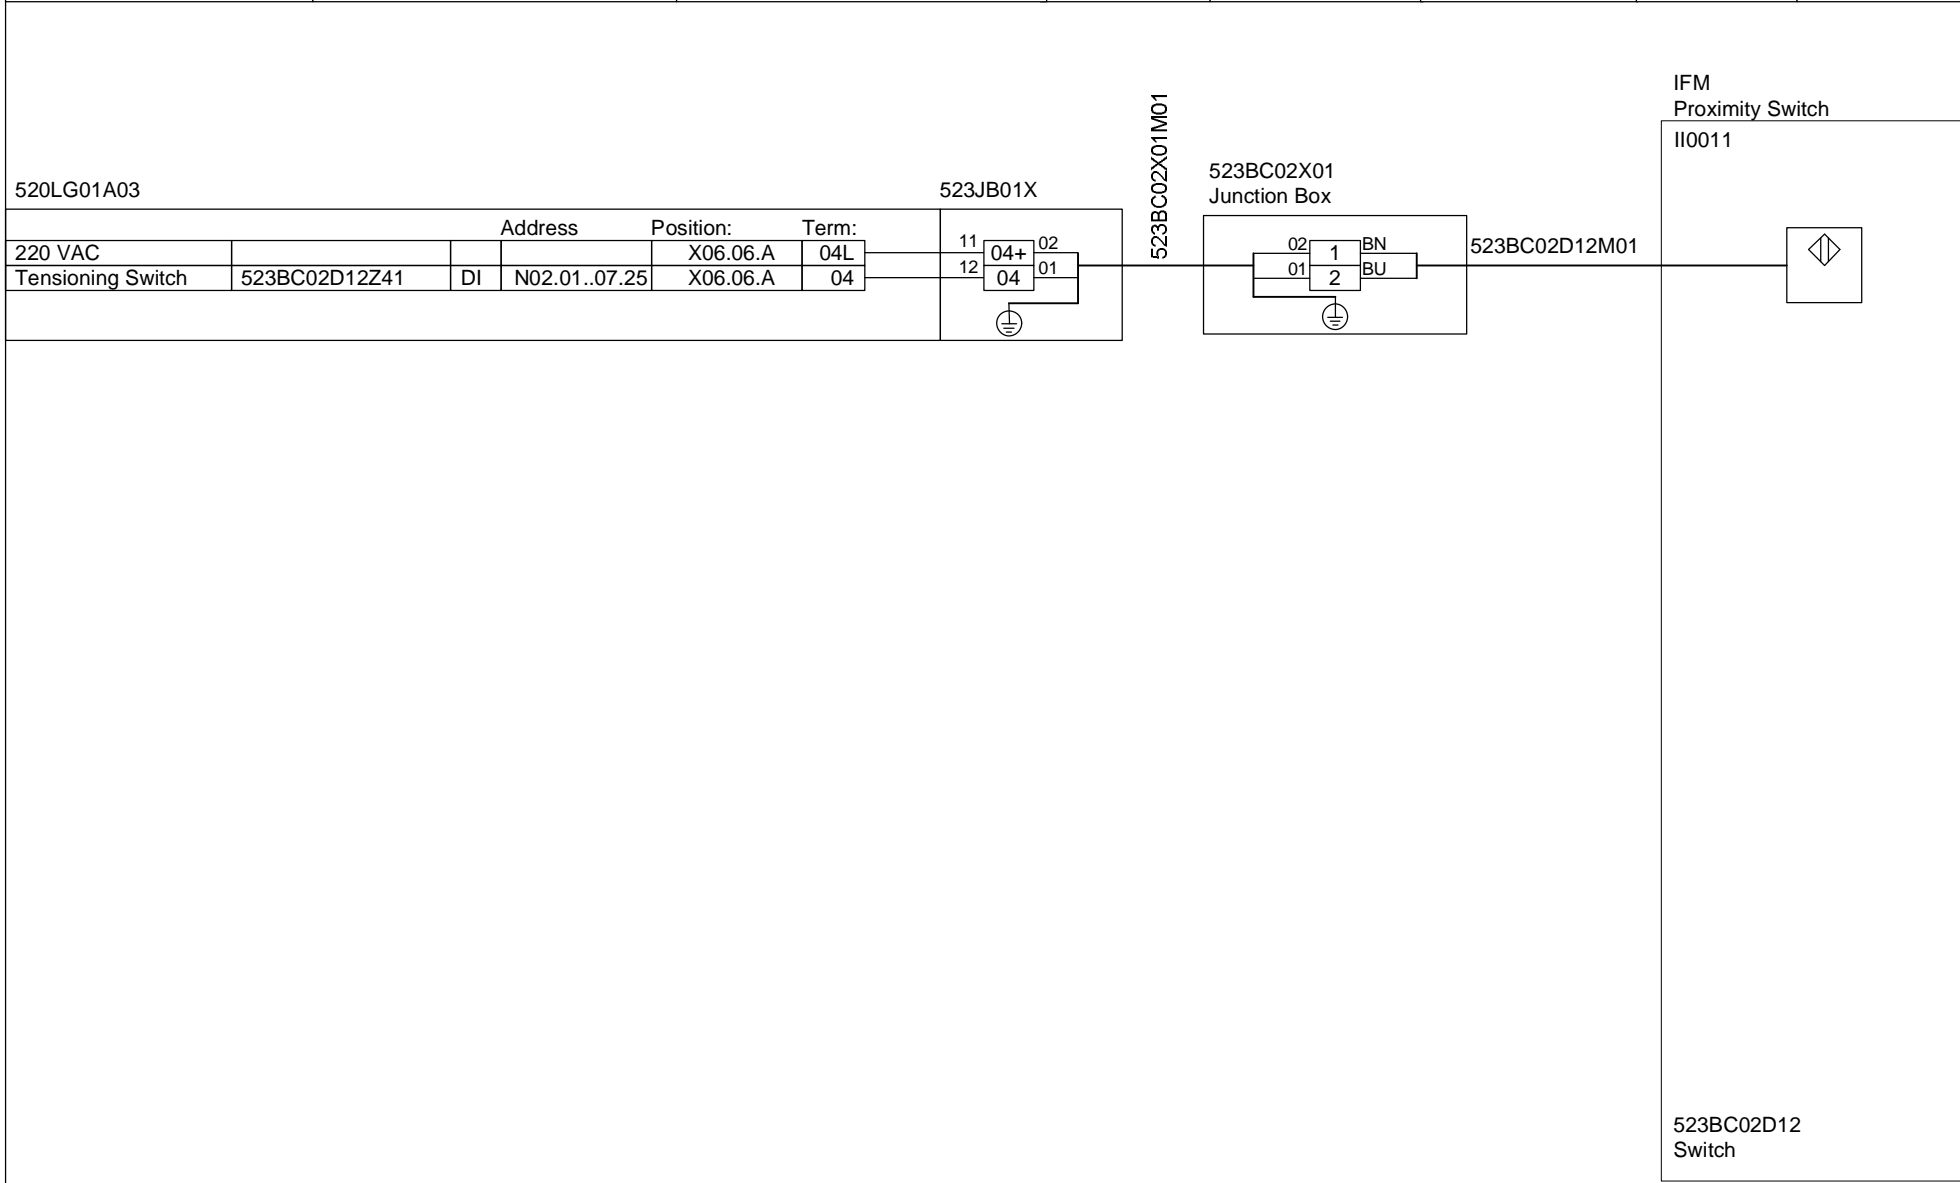 IFM
Proximity Switch
II0011
523BC02X01M01
523BC02X01
Junction Box
520LG01A03
523JB01X
Address Position: Term:
220 VAC X06.06.A 04L
Tensioning Switch 523BC02D12Z41 DI N02.01..07.25 X06.06.A 04
11 04+ 02
12 04 01
02 1 BN
01 2 BU
523BC02D12M01
523BC02D12
Switch